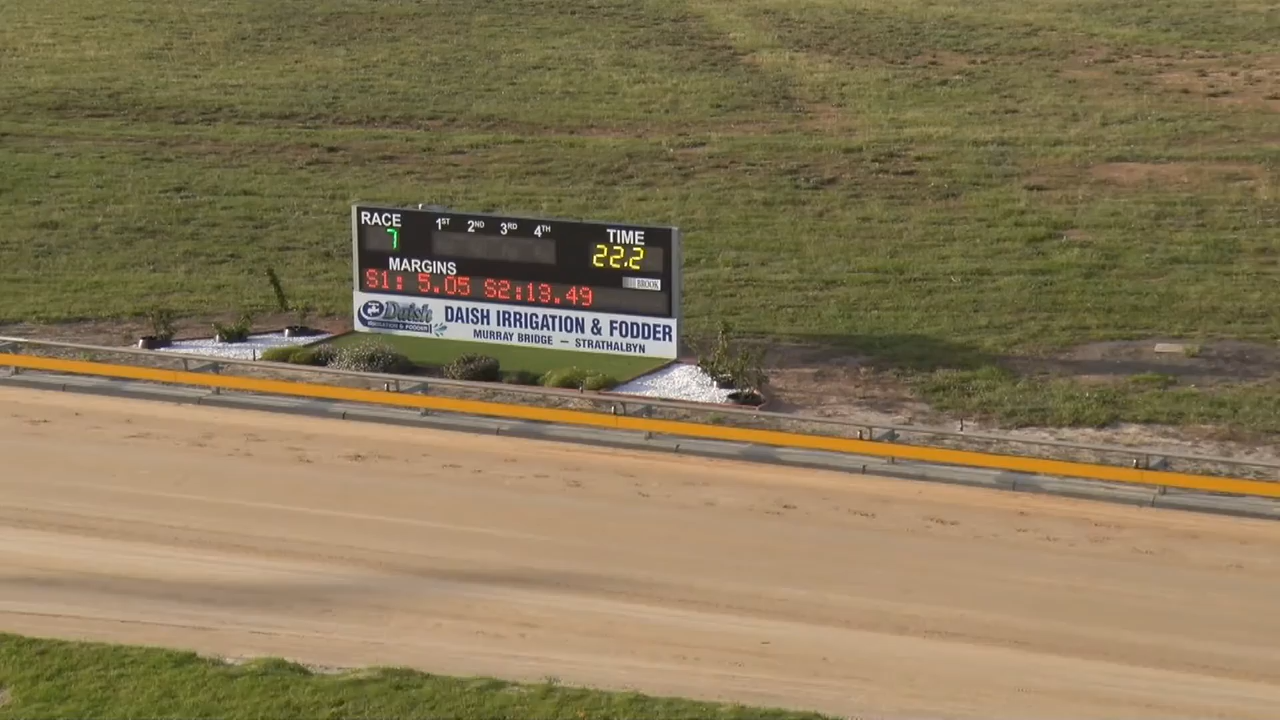 RACE 1ST 2ND 3RD 4TH TIME
7 22.2
MARGINS
BROOK
S1: 5.05 S2:13.49
Daish
IRRIGATION & FODDER
DAISH IRRIGATION & FODDER
MURRAY BRIDGE — STRATHALBYN